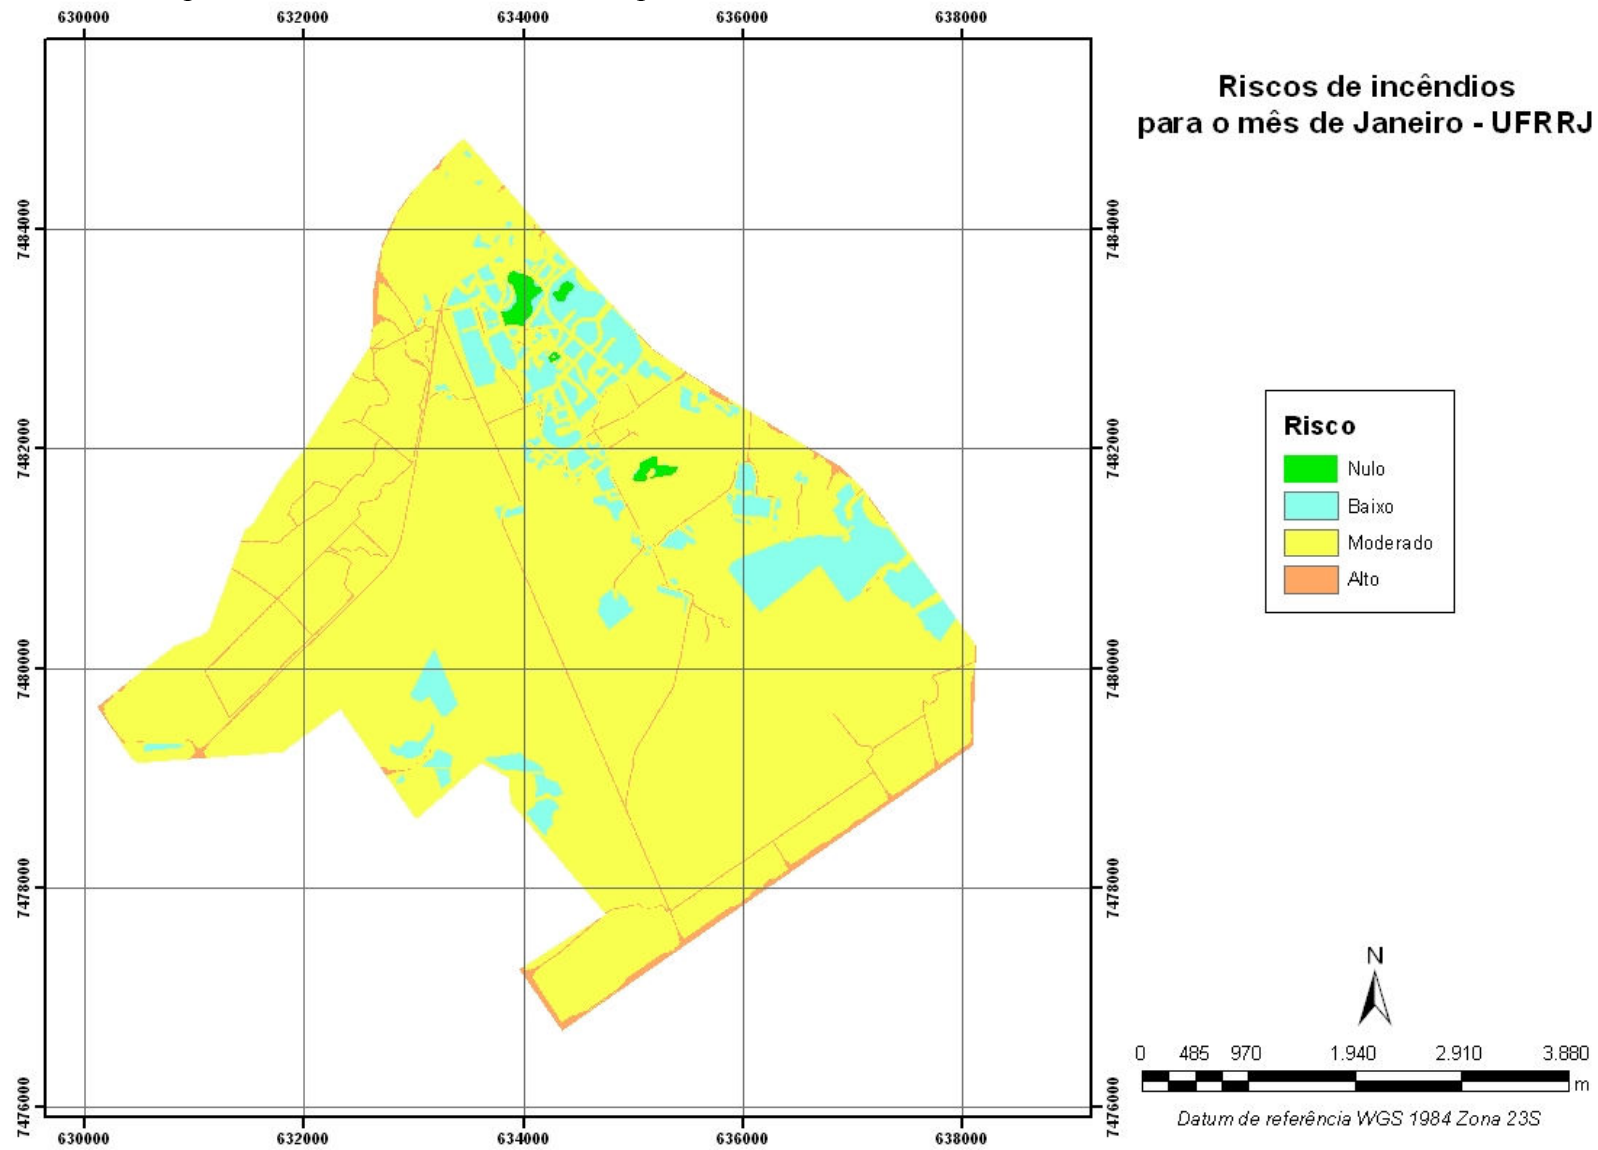 630000 632000 634000 636000 638000
Riscos de incêndios
para o mês de Janeiro - UFRRJ
7484000 7484000
7482000 7482000
7480000 7480000
7478000 7478000
7476000 7476000
Risco
Nulo
Baixo
Moderado
Alto
N
0 485 970 1.940 2.910 3.880
m
Datum de referência WGS 1984 Zona 23S
630000 632000 634000 636000 638000